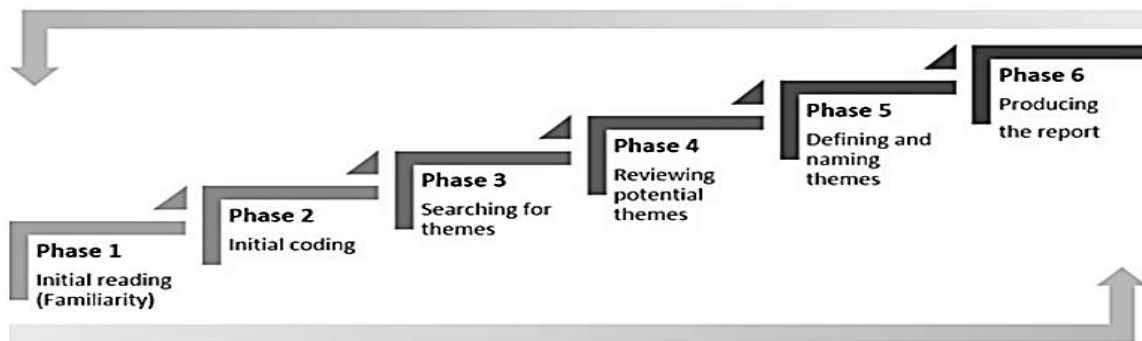 Phase 1
Initial reading
(Familiarity)
Phase 2
Initial coding
Phase 3
Searching for
themes
Phase 4
Reviewing
potential
themes
Phase 5
Defining and
naming
themes
Phase 6
Producing
the report